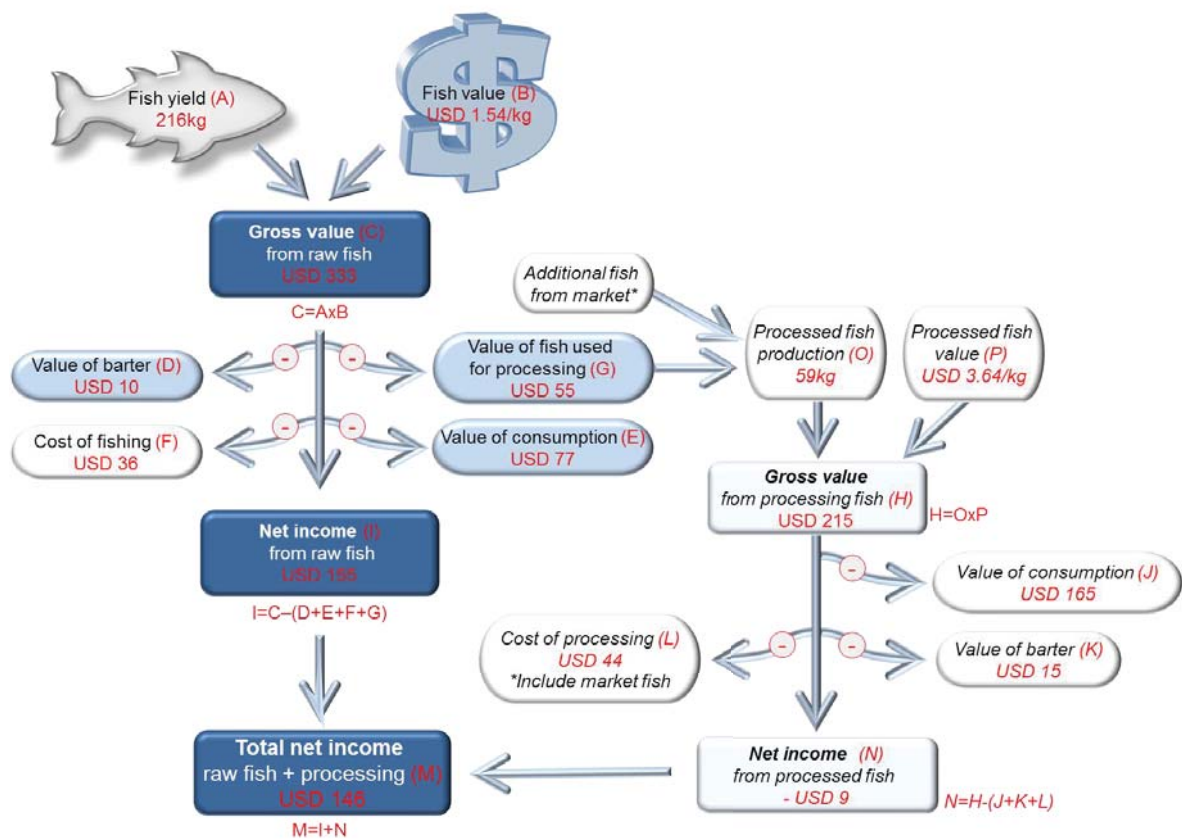 Fish yield (A)
216kg
Fish value (B)
USD 1.54/kg
Gross value (C)
from raw fish
USD 333
C=AxB
Additional fish
from market*
Value of barter (D)
USD 10
-
-
Value of fish used
for processing (G)
USD 55
Processed fish
production (O)
59kg
Processed fish
value (P)
USD 3.64/kg
Cost of fishing (F)
USD 36
-
-
Value of consumption (E)
USD 77
Gross value
from processing fish (H)
USD 215
H=OxP
Net income (I)
from raw fish
USD 155
I=C–(D+E+F+G)
-
Value of consumption (J)
USD 165
Cost of processing (L)
USD 44
*Include market fish
-
-
Value of barter (K)
USD 15
Total net income
raw fish + processing (M)
USD 146
M=I+N
Net income (N)
from processed fish
- USD 9
N=H-(J+K+L)